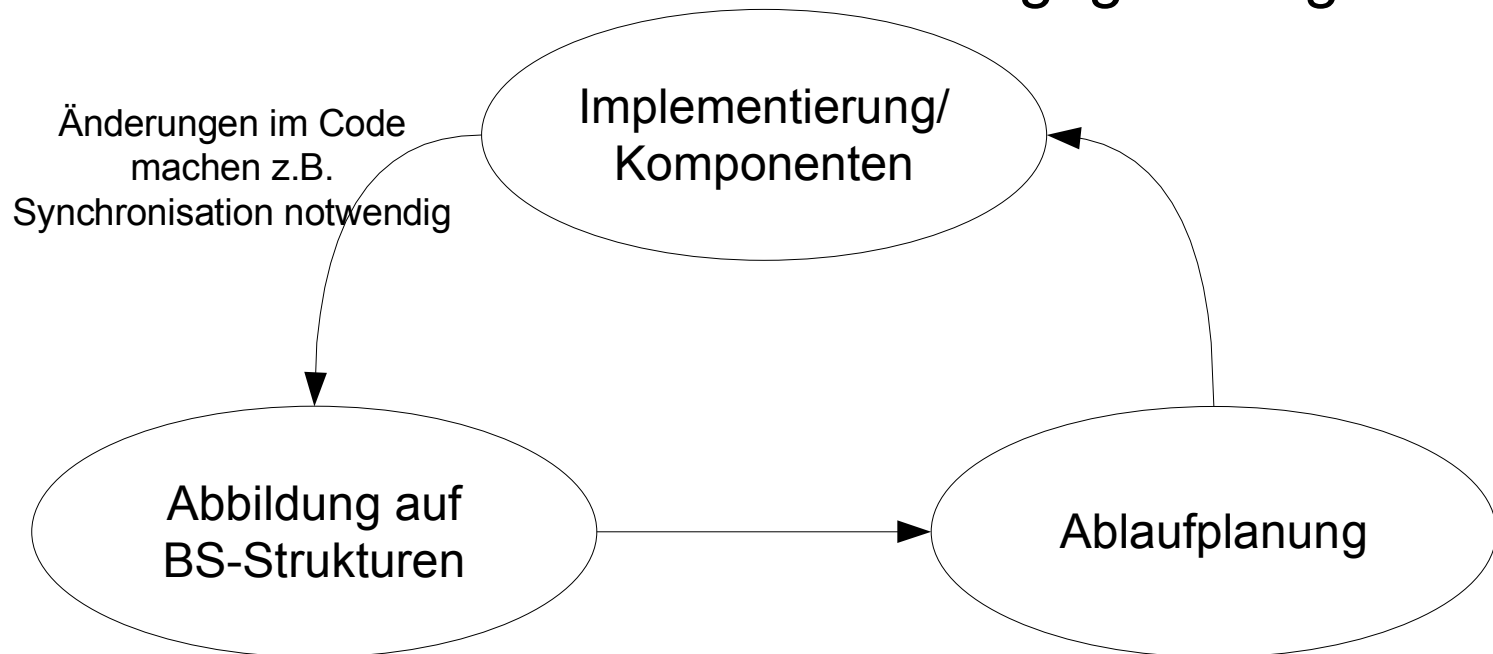 Änderungen im Code
machen z.B.
Synchronisation notwendig
Implementierung/
Komponenten
Abbildung auf
BS-Strukturen
Ablaufplanung